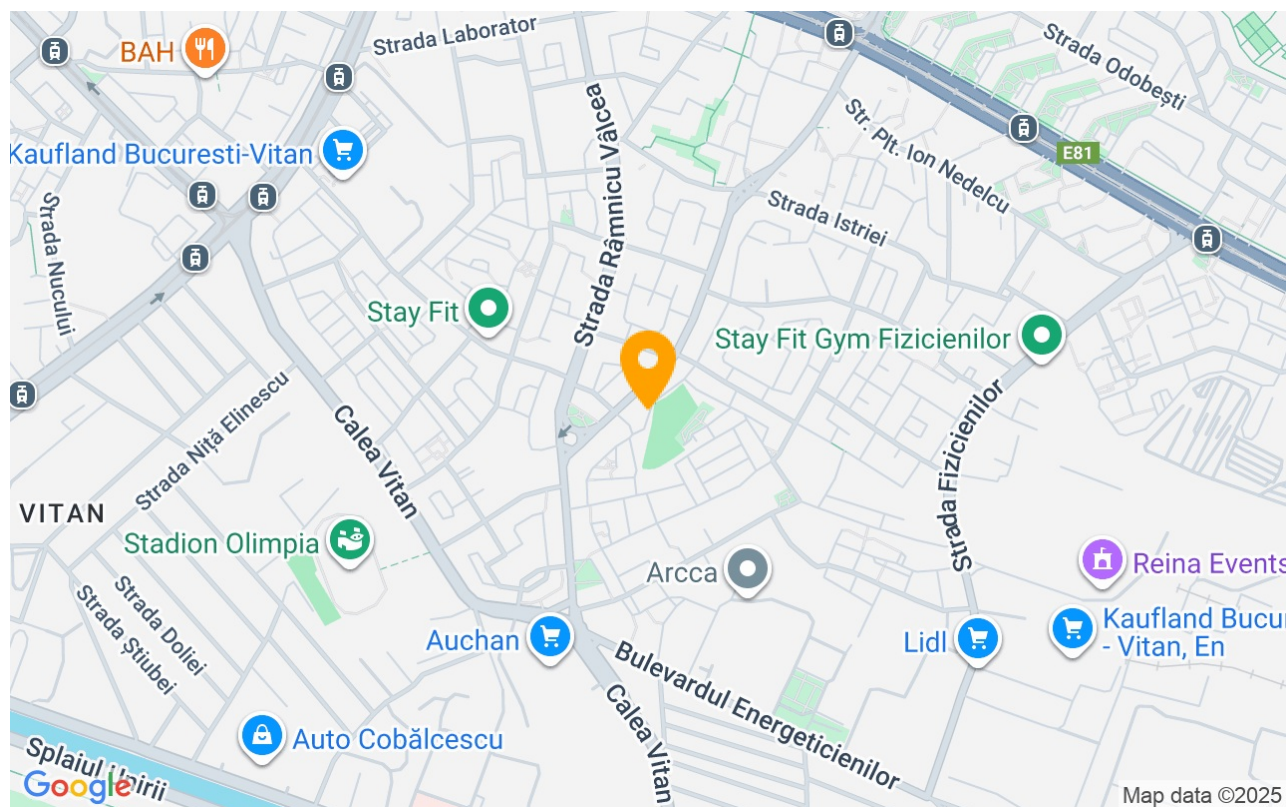 Strada Laborator
BAH
Strada Odobești
Kaufland Bucuresti-Vitan
Strada Râmnicu Vâlcea
Str. Plt. Ion Nedelcu
E81
Strada Nucului
Strada Istriei
Stay Fit
Stay Fit Gym Fizicienilor
Strada Niță Elinescu
Calea Vitan
Strada Fizicienilor
VITAN
Stadion Olimpia
Arcca
Reina Events
Strada Doliei
Strada Știubei
Auchan
Lidl
Kaufland Bucur
- Vitan, En
Bulevardul Energeticienilor
Calea Vitan
Auto Cobălcescu
Splaiul Unirii
Google
Map data ©2025